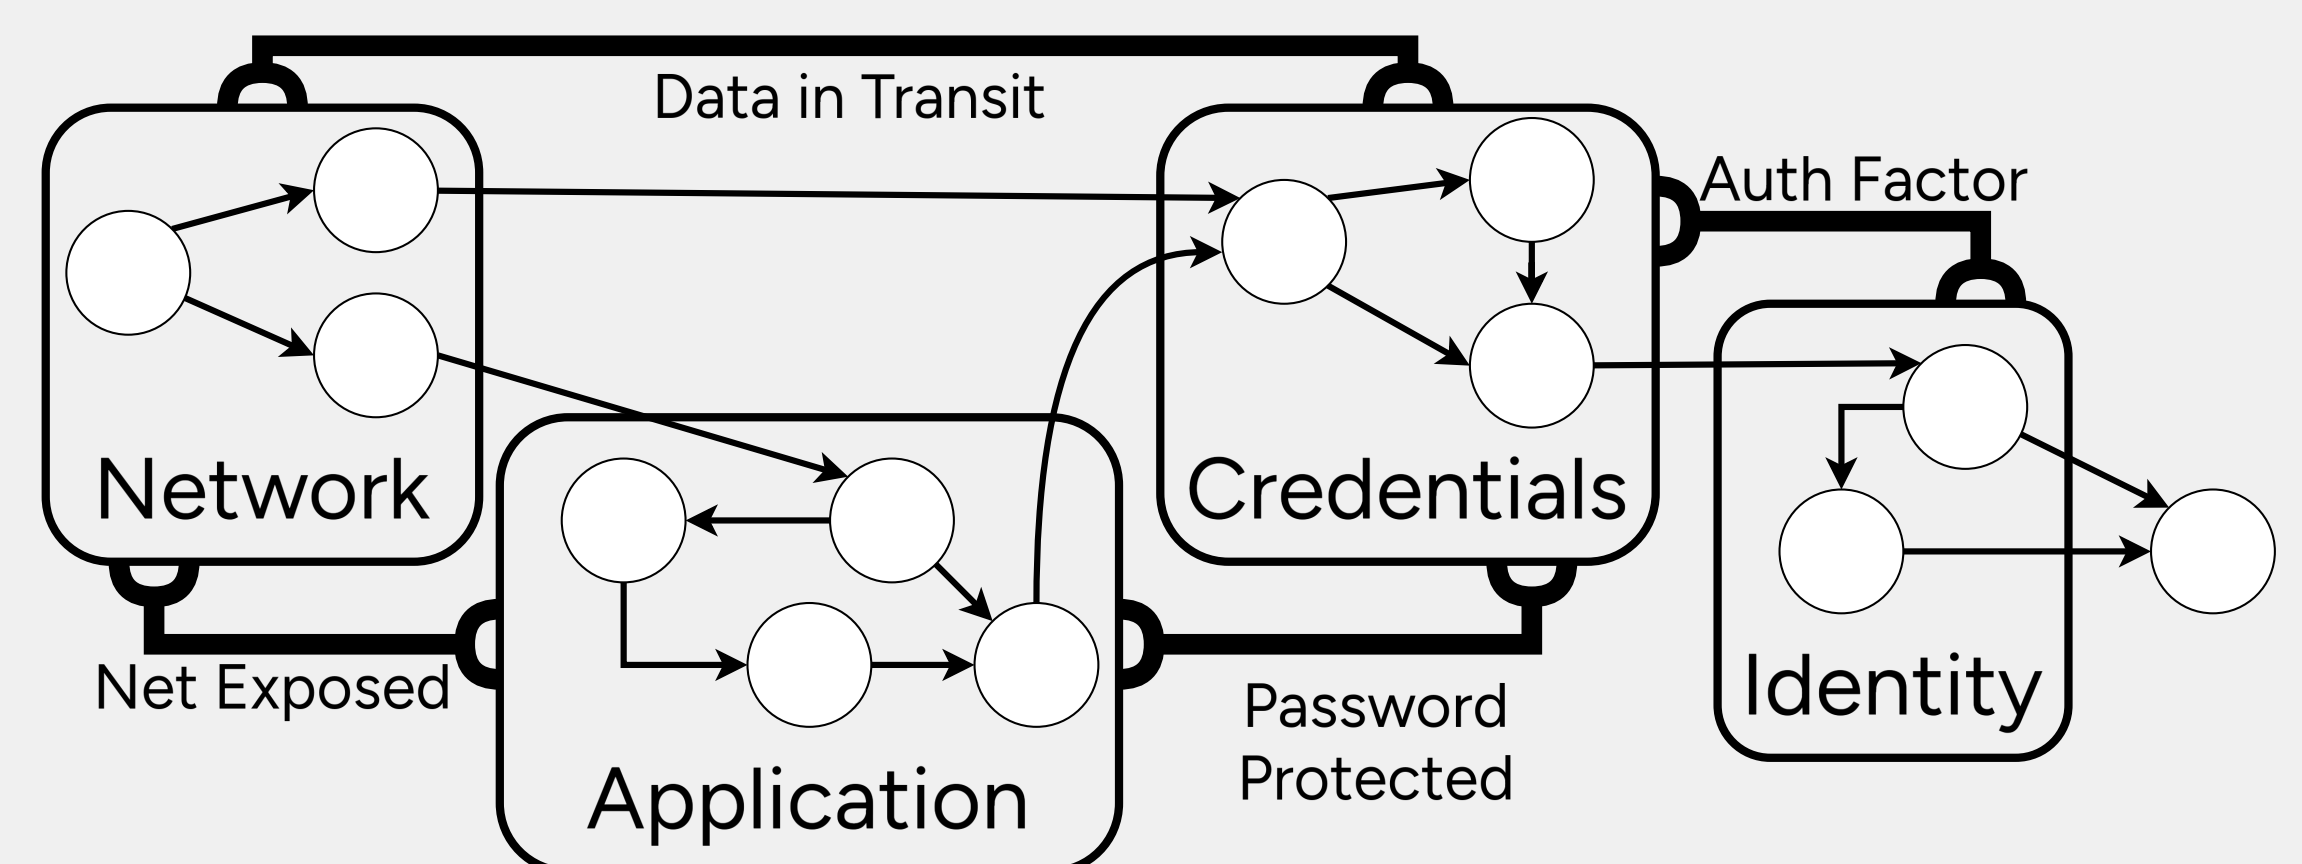 Data in Transit
Auth Factor
Network
Credentials
Net Exposed
Identity
Password
Protected
Application